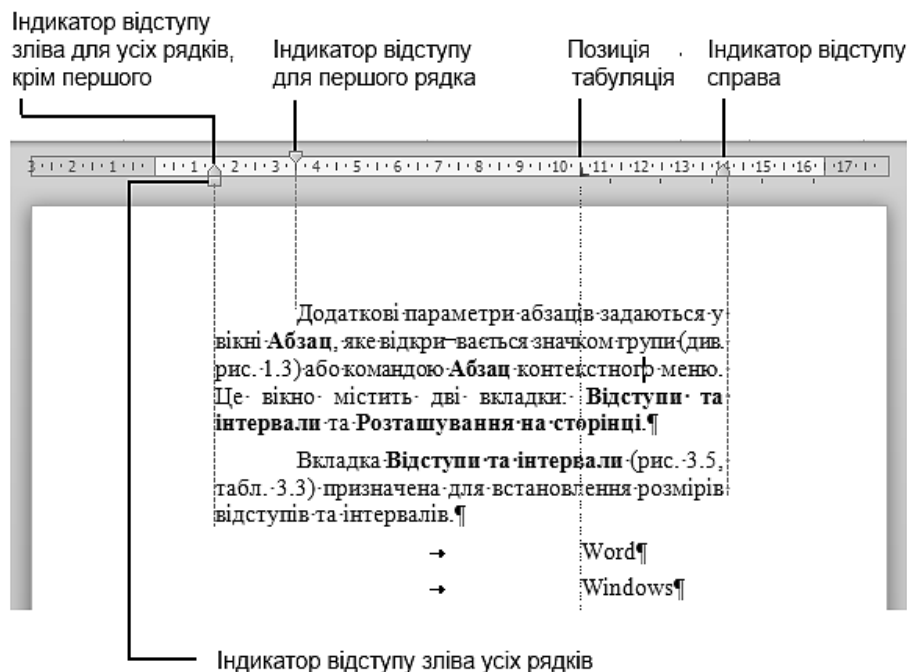 Індикатор відступу
зліва для усіх рядків,
крім першого
Індикатор відступу
для першого рядка
Позиція
табуляція
Індикатор відступу
справа
3 2 1 1 2 3 4 5 6 7 8 9 10 11 12 13 14 15 16 17
Додаткові параметри абзаців задаються у
вікні Абзац, яке відкри¬вається значком групи (див.
рис. 1.3) або командою Абзац контекстного меню.
Це вікно містить дві вкладки: Відступи та
інтервали та Розташування на сторінці.¶
Вкладка Відступи та інтервали (рис. 3.5,
табл. 3.3) призначена для встановлення розмірів
відступів та інтервалів.¶
→ Word¶
→ Windows¶
Індикатор відступу зліва усіх рядків